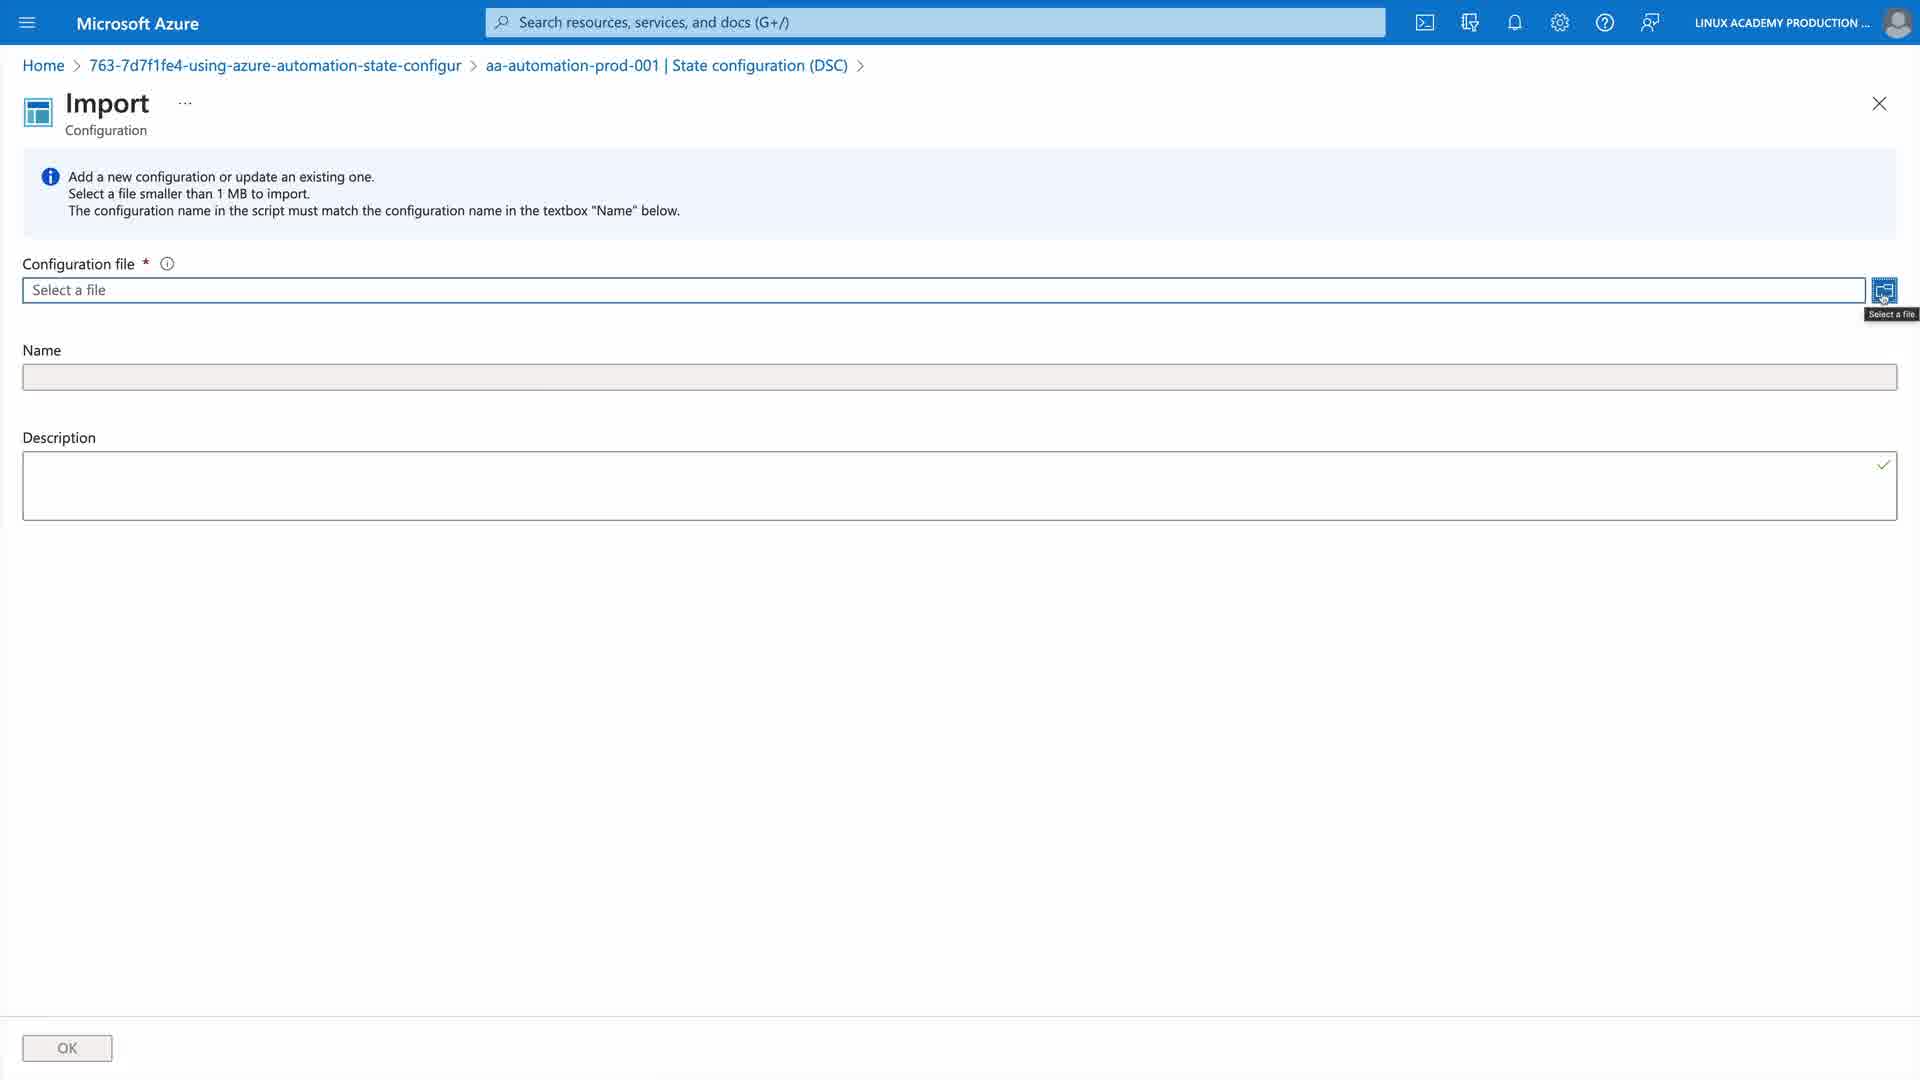 Microsoft Azure
Search resources, services, and docs (G+/)
LINUX ACADEMY PRODUCTION ...
Home > 763-7d7f1fe4-using-azure-automation-state-configur > aa-automation-prod-001 | State configuration (DSC) >
Import ...
Configuration
Add a new configuration or update an existing one.
Select a file smaller than 1 MB to import.
The configuration name in the script must match the configuration name in the textbox "Name" below.
Configuration file *
Select a file
Select a file
Name
Description
OK